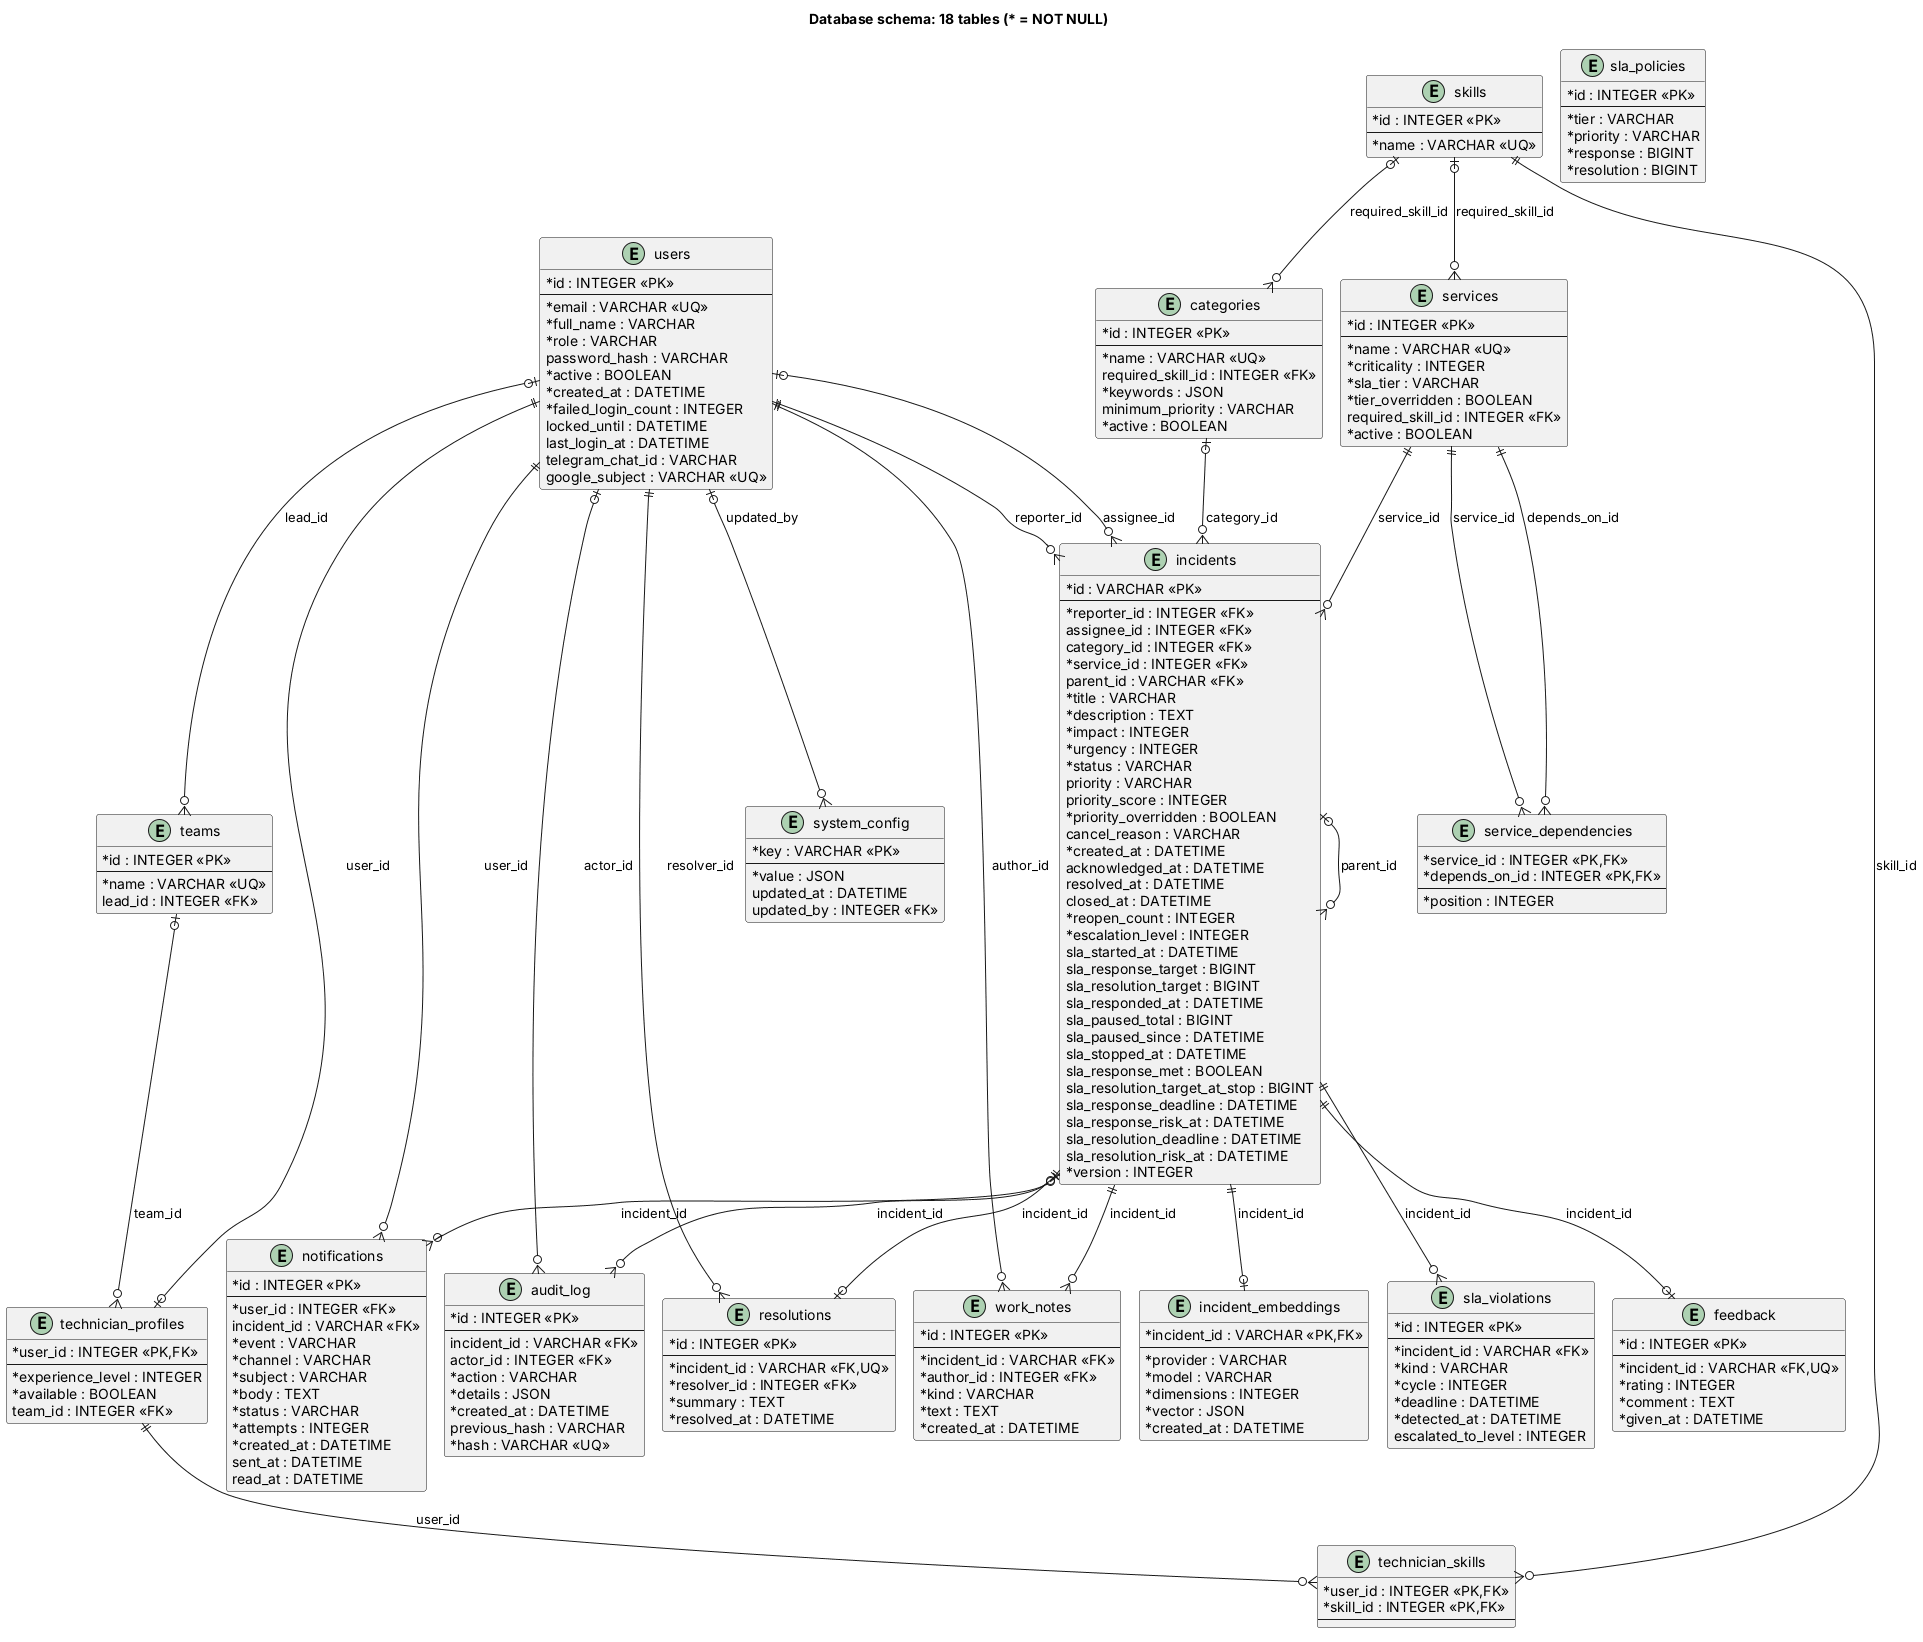 Database schema: 18 tables (* = NOT NULL)
E sla_policies
*id : INTEGER «PK»
*tier : VARCHAR
*priority : VARCHAR
*response : BIGINT
*resolution : BIGINT
E skills
*id : INTEGER «PK»
*name : VARCHAR «UQ»
required_skill_id
required_skill_id
E users
*id : INTEGER «PK»
*email : VARCHAR «UQ»
*full_name : VARCHAR
*role : VARCHAR
password_hash : VARCHAR
*active : BOOLEAN
*created_at : DATETIME
*failed_login_count : INTEGER
locked_until : DATETIME
last_login_at : DATETIME
telegram_chat_id : VARCHAR
google_subject : VARCHAR «UQ»
E categories
*id : INTEGER «PK»
*name : VARCHAR «UQ»
required_skill_id : INTEGER «FK»
*keywords : JSON
minimum_priority : VARCHAR
*active : BOOLEAN
E services
*id : INTEGER «PK»
*name : VARCHAR «UQ»
*criticality : INTEGER
*sla_tier : VARCHAR
*tier_overridden : BOOLEAN
required_skill_id : INTEGER «FK»
*active : BOOLEAN
lead_id
updated_by
reporter_id
assignee_id
category_id
service_id
service_id
depends_on_id
E incidents
*id : VARCHAR «PK»
*reporter_id : INTEGER «FK»
assignee_id : INTEGER «FK»
category_id : INTEGER «FK»
*service_id : INTEGER «FK»
parent_id : VARCHAR «FK»
*title : VARCHAR
*description : TEXT
*impact : INTEGER
*urgency : INTEGER
*status : VARCHAR
priority : VARCHAR
priority_score : INTEGER
*priority_overridden : BOOLEAN
cancel_reason : VARCHAR
*created_at : DATETIME
acknowledged_at : DATETIME
resolved_at : DATETIME
closed_at : DATETIME
*reopen_count : INTEGER
*escalation_level : INTEGER
sla_started_at : DATETIME
sla_response_target : BIGINT
sla_resolution_target : BIGINT
sla_responded_at : DATETIME
sla_paused_total : BIGINT
sla_paused_since : DATETIME
sla_stopped_at : DATETIME
sla_response_met : BOOLEAN
sla_resolution_target_at_stop : BIGINT
sla_response_deadline : DATETIME
sla_response_risk_at : DATETIME
sla_resolution_deadline : DATETIME
sla_resolution_risk_at : DATETIME
*version : INTEGER
E teams
*id : INTEGER «PK»
*name : VARCHAR «UQ»
lead_id : INTEGER «FK»
E system_config
*key : VARCHAR «PK»
*value : JSON
updated_at : DATETIME
updated_by : INTEGER «FK»
E service_dependencies
*service_id : INTEGER «PK,FK»
*depends_on_id : INTEGER «PK,FK»
*position : INTEGER
user_id
user_id
actor_id
resolver_id
author_id
parent_id
skill_id
team_id
incident_id
incident_id
incident_id
incident_id
incident_id
incident_id
incident_id
E technician_profiles
*user_id : INTEGER «PK,FK»
*experience_level : INTEGER
*available : BOOLEAN
team_id : INTEGER «FK»
E notifications
*id : INTEGER «PK»
*user_id : INTEGER «FK»
incident_id : VARCHAR «FK»
*event : VARCHAR
*channel : VARCHAR
*subject : VARCHAR
*body : TEXT
*status : VARCHAR
*attempts : INTEGER
*created_at : DATETIME
sent_at : DATETIME
read_at : DATETIME
E audit_log
*id : INTEGER «PK»
incident_id : VARCHAR «FK»
actor_id : INTEGER «FK»
*action : VARCHAR
*details : JSON
*created_at : DATETIME
previous_hash : VARCHAR
*hash : VARCHAR «UQ»
E resolutions
*id : INTEGER «PK»
*incident_id : VARCHAR «FK,UQ»
*resolver_id : INTEGER «FK»
*summary : TEXT
*resolved_at : DATETIME
E work_notes
*id : INTEGER «PK»
*incident_id : VARCHAR «FK»
*author_id : INTEGER «FK»
*kind : VARCHAR
*text : TEXT
*created_at : DATETIME
E incident_embeddings
*incident_id : VARCHAR «PK,FK»
*provider : VARCHAR
*model : VARCHAR
*dimensions : INTEGER
*vector : JSON
*created_at : DATETIME
E sla_violations
*id : INTEGER «PK»
*incident_id : VARCHAR «FK»
*kind : VARCHAR
*cycle : INTEGER
*deadline : DATETIME
*detected_at : DATETIME
escalated_to_level : INTEGER
E feedback
*id : INTEGER «PK»
*incident_id : VARCHAR «FK,UQ»
*rating : INTEGER
*comment : TEXT
*given_at : DATETIME
user_id
E technician_skills
*user_id : INTEGER «PK,FK»
*skill_id : INTEGER «PK,FK»